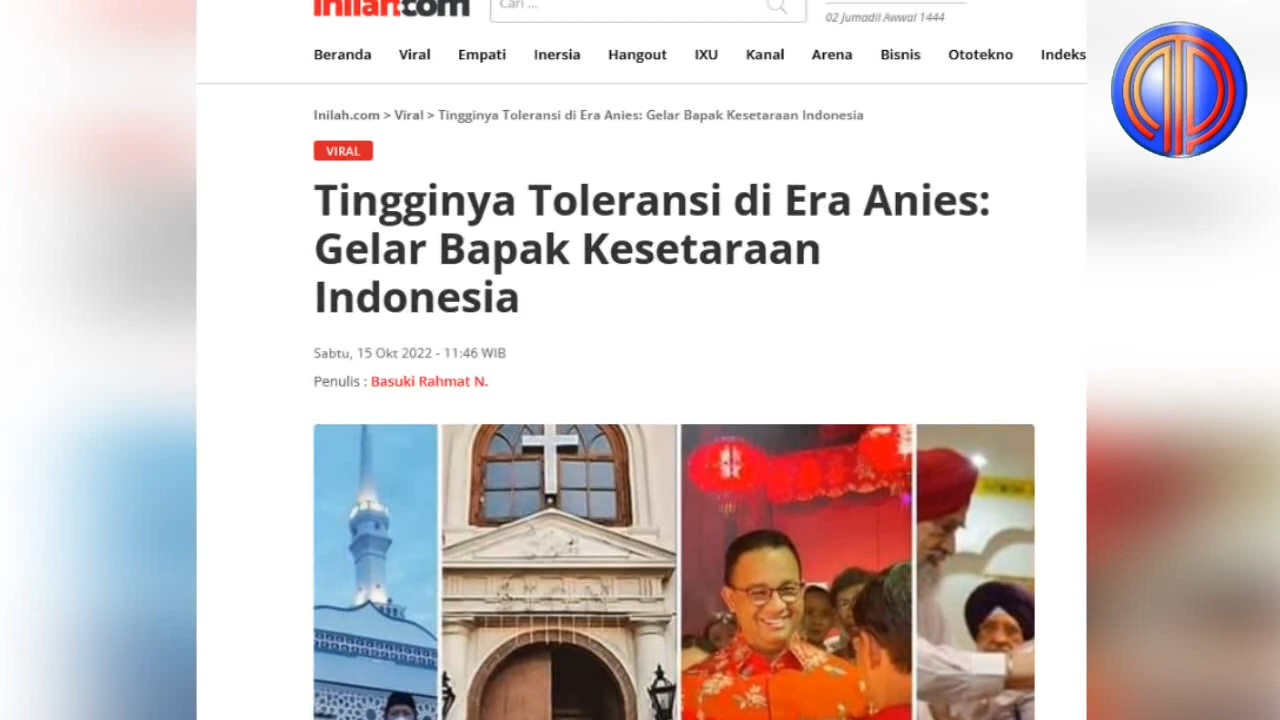 inilah.com
Cari ...
02 Jumadil Awwal 1444
Beranda Viral Empati Inersia Hangout IXU Kanal Arena Bisnis Ototekno Indeks
Inilah.com > Viral > Tingginya Toleransi di Era Anies: Gelar Bapak Kesetaraan Indonesia
VIRAL
Tingginya Toleransi di Era Anies:
Gelar Bapak Kesetaraan
Indonesia
Sabtu, 15 Okt 2022 - 11:46 WIB
Penulis : Basuki Rahmat N.